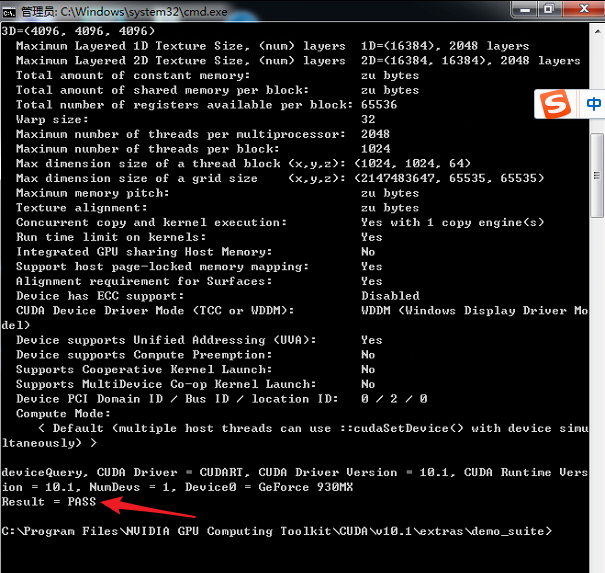 管理员: C:\Windows\system32\cmd.exe
3D=(4096, 4096, 4096)
Maximum Layered 1D Texture Size, (num) layers  1D=(16384), 2048 layers
Maximum Layered 2D Texture Size, (num) layers  2D=(16384, 16384), 2048 layers
Total amount of constant memory:               zu bytes
Total amount of shared memory per block:       zu bytes
Total number of registers available per block: 65536
Warp size:                                     32
Maximum number of threads per multiprocessor:  2048
Maximum number of threads per block:           1024
Max dimension size of a thread block (x,y,z): (1024, 1024, 64)
Max dimension size of a grid size    (x,y,z): (2147483647, 65535, 65535)
Maximum memory pitch:                          zu bytes
Texture alignment:                             zu bytes
Concurrent copy and kernel execution:          Yes with 1 copy engine(s)
Run time limit on kernels:                     Yes
Integrated GPU sharing Host Memory:            No
Support host page-locked memory mapping:       Yes
Alignment requirement for Surfaces:            Yes
Device has ECC support:                        Disabled
CUDA Device Driver Mode (TCC or WDDM):         WDDM (Windows Display Driver Mo
del)
Device supports Unified Addressing (UVA):      Yes
Device supports Compute Preemption:            No
Supports Cooperative Kernel Launch:            No
Supports MultiDevice Co-op Kernel Launch:      No
Device PCI Domain ID / Bus ID / location ID:   0 / 2 / 0
Compute Mode:
< Default (multiple host threads can use ::cudaSetDevice() with device simu
ltaneously) >
deviceQuery, CUDA Driver = CUDART, CUDA Driver Version = 10.1, CUDA Runtime Vers
ion = 10.1, NumDevs = 1, Device0 = GeForce 930MX
Result = PASS
C:\Program Files\NVIDIA GPU Computing Toolkit\CUDA\v10.1\extras\demo_suite>
S 中